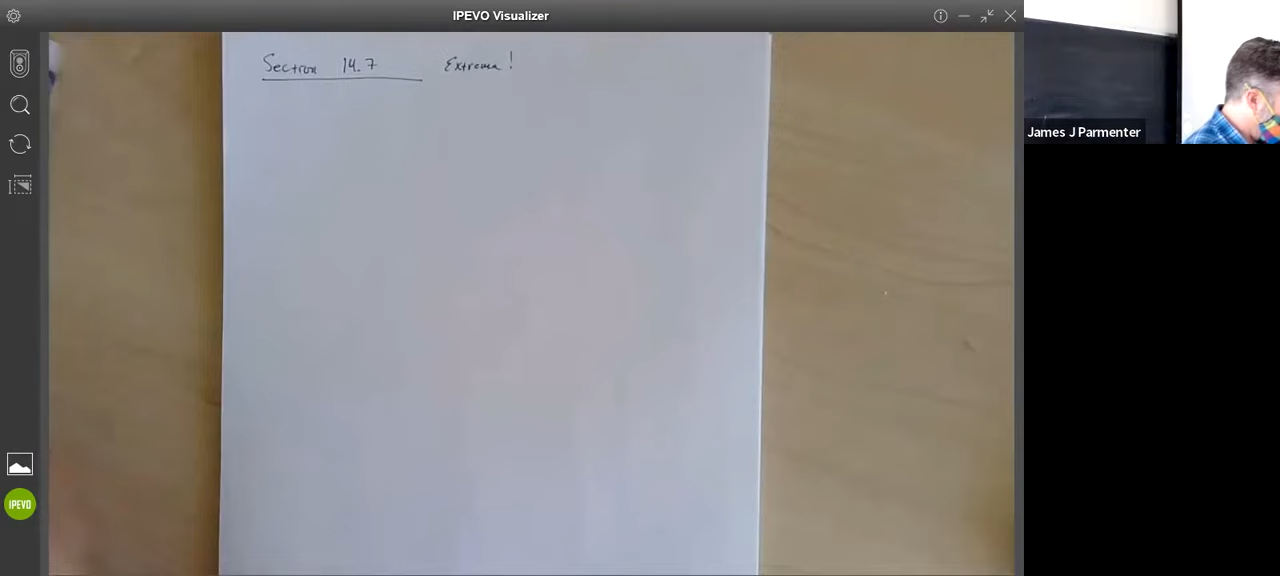 IPEVO Visualizer
Section 14.7 Extrema!
James J Parmenter
IPEVO